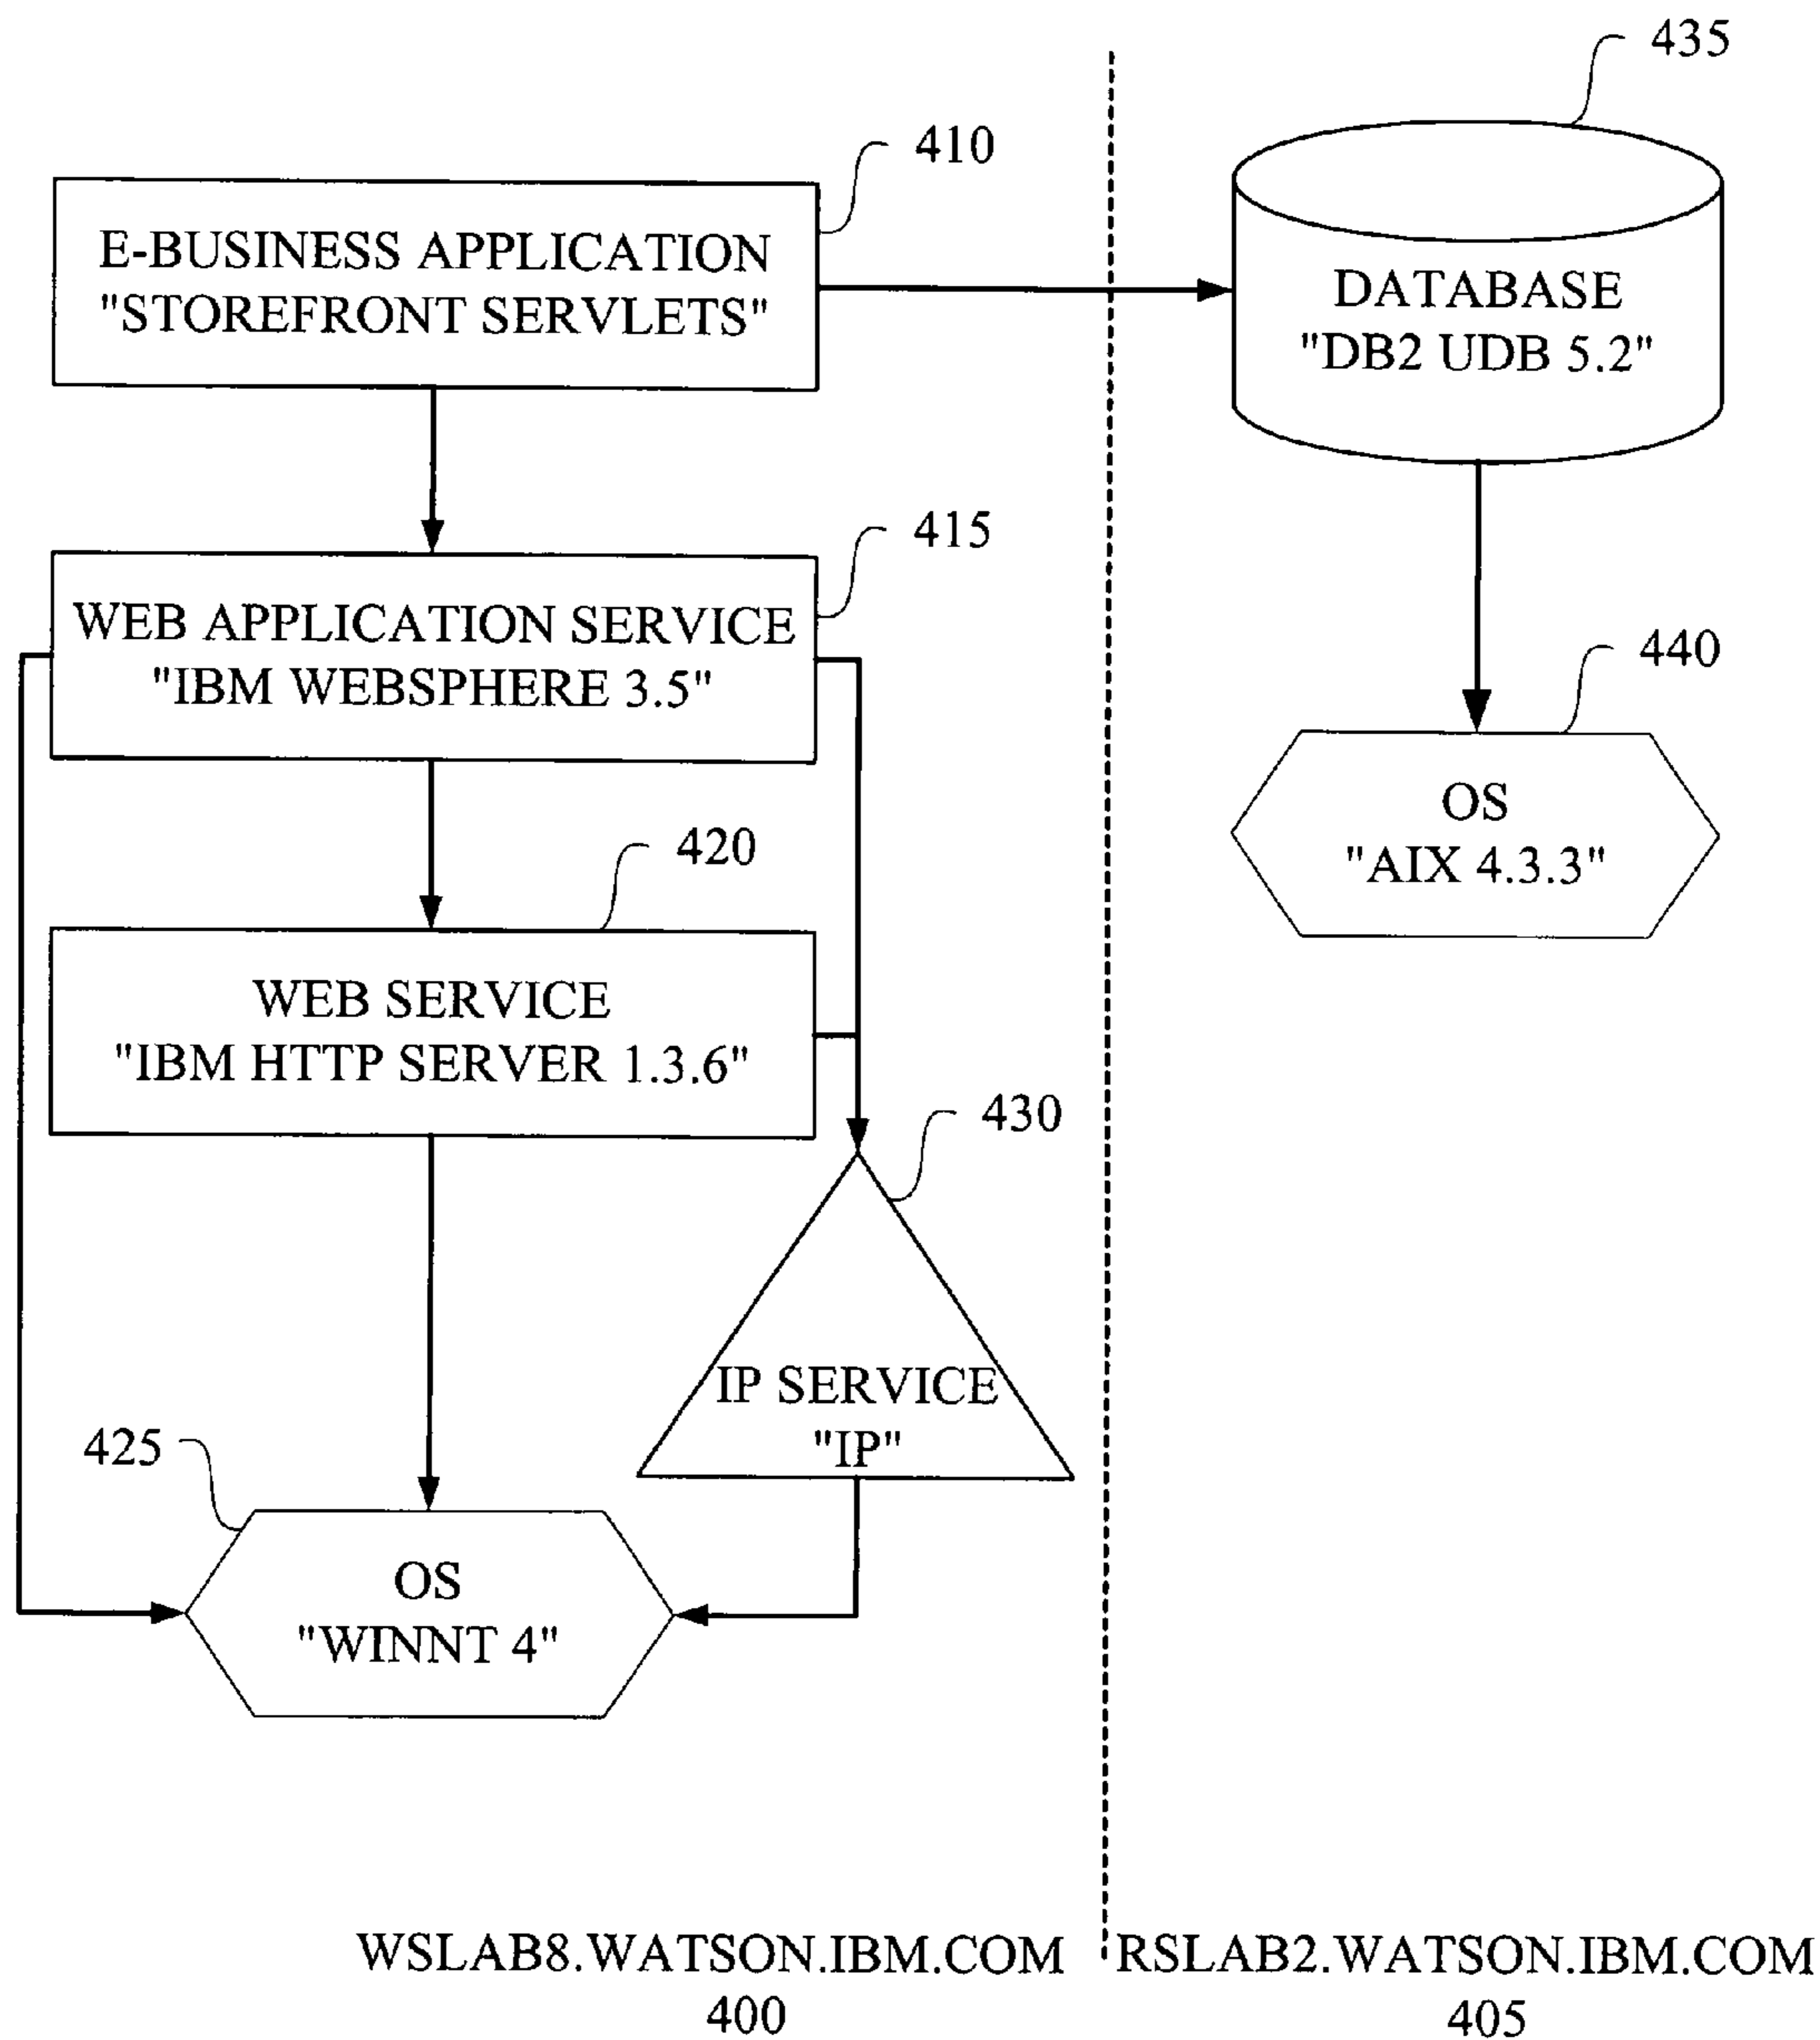 435
410
E-BUSINESS APPLICATION
"STOREFRONT SERVLETS"
DATABASE
"DB2 UDB 5.2"
415
WEB APPLICATION SERVICE
"IBM WEBSPHERE 3.5"
440
OS
"AIX 4.3.3"
420
WEB SERVICE
"IBM HTTP SERVER 1.3.6"
430
IP SERVICE
"IP"
425
OS
"WINNT 4"
WSLAB8.WATSON.IBM.COM
400
RSLAB2.WATSON.IBM.COM
405